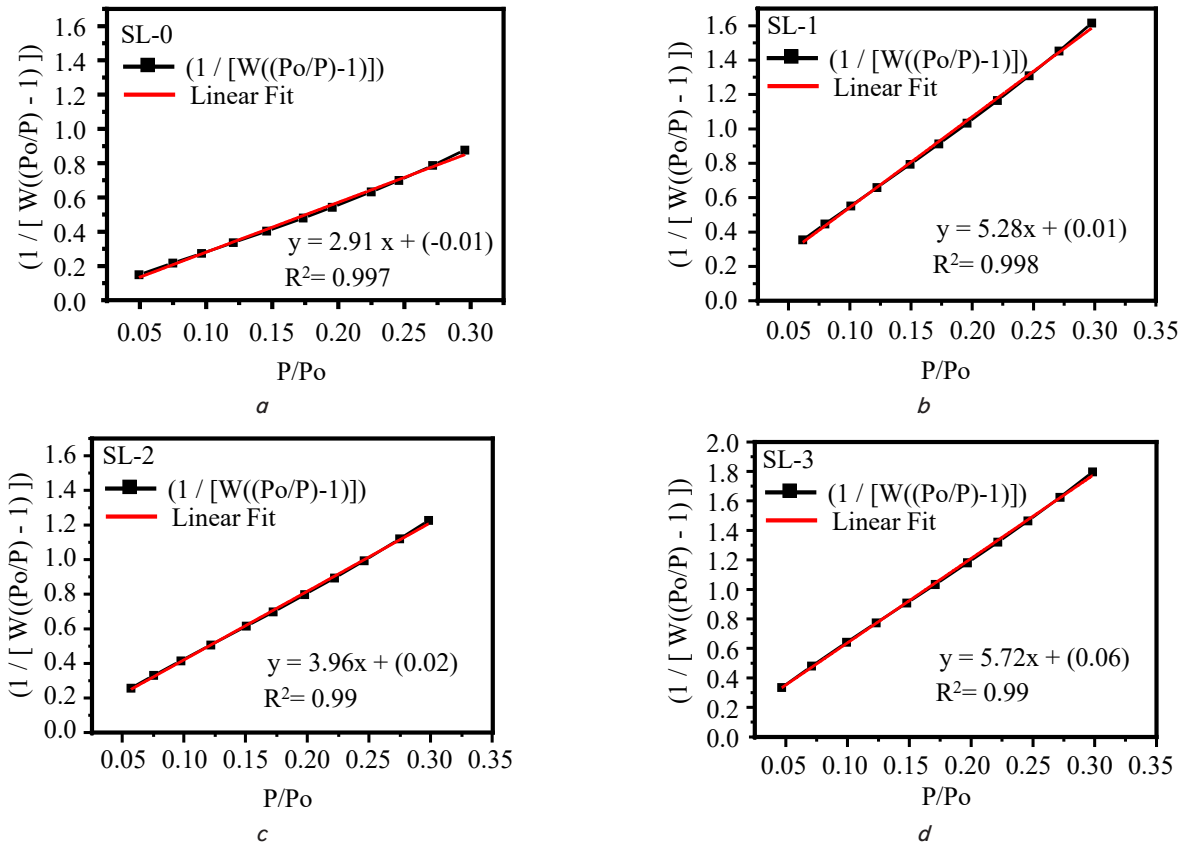 SL-0
(1 / [W((Po/P)-1)])
Linear Fit
(1 / [ W((Po/P) - 1) ])
1.6
1.4
1.2
1.0
0.8
0.6
0.4
0.2
0.0
y = 2.91 x + (-0.01)
R²= 0.997
0.05 0.10 0.15 0.20 0.25 0.30
P/Po
a
SL-1
(1 / [W((Po/P)-1)])
Linear Fit
(1 / [ W((Po/P) - 1) ])
1.6
1.4
1.2
1.0
0.8
0.6
0.4
0.2
0.0
y = 5.28x + (0.01)
R²= 0.998
0.05 0.10 0.15 0.20 0.25 0.30 0.35
P/Po
b
SL-2
(1 / [W((Po/P)-1)])
Linear Fit
(1 / [ W((Po/P) - 1) ])
1.6
1.4
1.2
1.0
0.8
0.6
0.4
0.2
0.0
y = 3.96x + (0.02)
R²= 0.99
0.05 0.10 0.15 0.20 0.25 0.30 0.35
P/Po
c
SL-3
(1 / [W((Po/P)-1)])
Linear Fit
(1 / [ W((Po/P) - 1) ])
2.0
1.8
1.6
1.4
1.2
1.0
0.8
0.6
0.4
0.2
0.0
y = 5.72x + (0.06)
R²= 0.99
0.05 0.10 0.15 0.20 0.25 0.30 0.35
P/Po
d